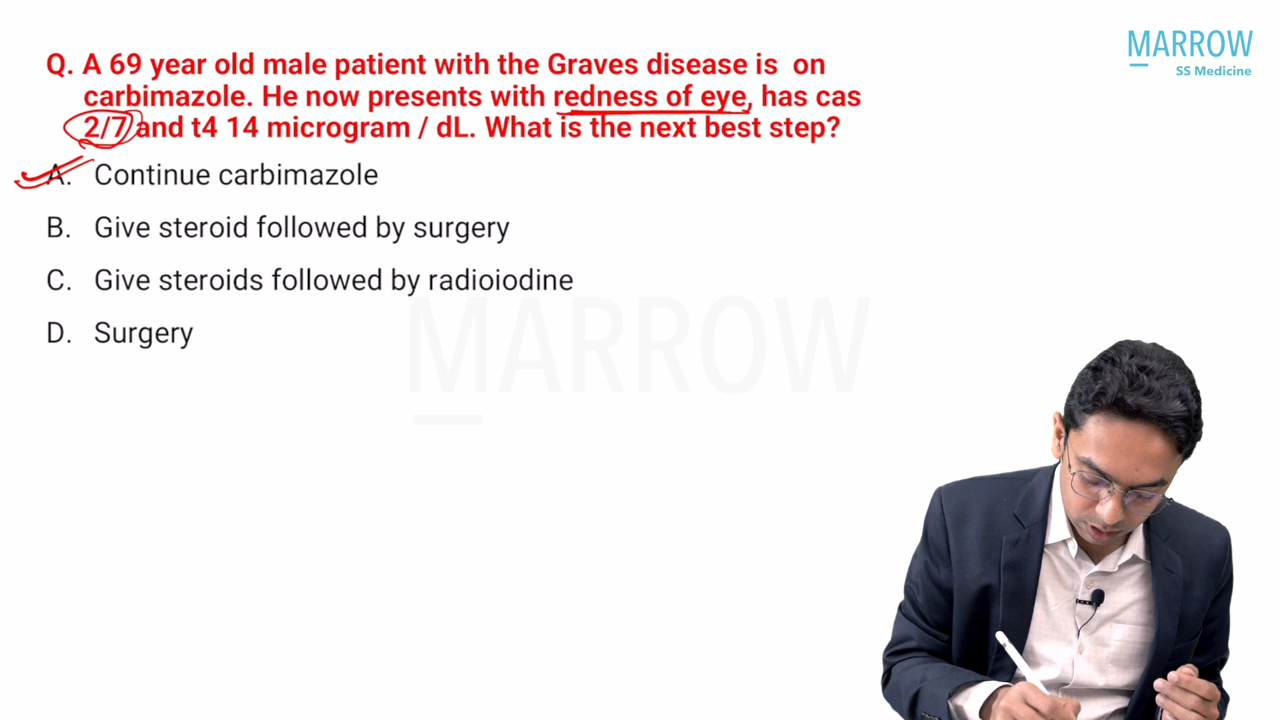 MARROW
SS Medicine
Q. A 69 year old male patient with the Graves disease is on
carbimazole. He now presents with redness of eye, has cas
2/7 and t4 14 microgram / dL. What is the next best step?
A. Continue carbimazole
B. Give steroid followed by surgery
C. Give steroids followed by radioiodine
D. Surgery
MARROW